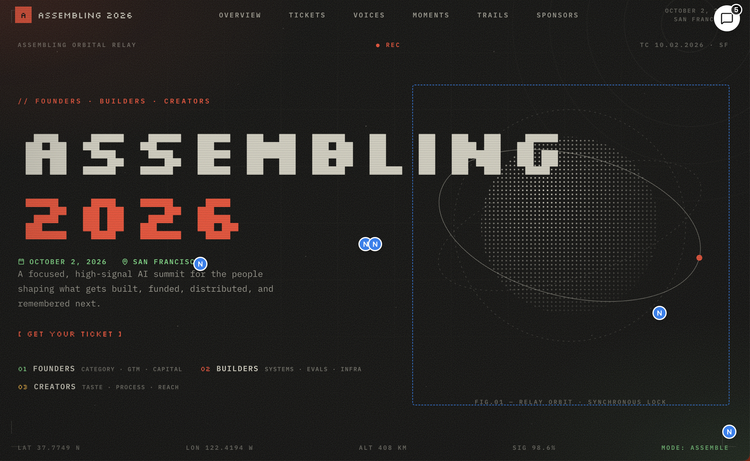 A ASSEMBLING 2026
OVERVIEW TICKETS VOICES MOMENTS TRAILS SPONSORS
OCTOBER 2,
SAN
5
ASSEMBLING ORBITAL RELAY
REC
TC 10.02.2026 · SF
// FOUNDERS · BUILDERS · CREATORS
ASSEMBLING
2026
OCTOBER 2, 2026 SAN FRANCISCO
A focused, high-signal AI summit for the people
shaping what gets built, funded, distributed, and
remembered next.
[ GET YOUR TICKET ]
01 FOUNDERS CATEGORY · GTM · CAPITAL 02 BUILDERS SYSTEMS · EVALS · INFRA
03 CREATORS TASTE · PROCESS · REACH
N N
N
N
FIG.01 — RELAY ORBIT · SYNCHRONOUS LOCK
N
LAT 37.7749 N LON 122.4194 W ALT 408 KM SIG 98.6% MODE: ASSEMBLE